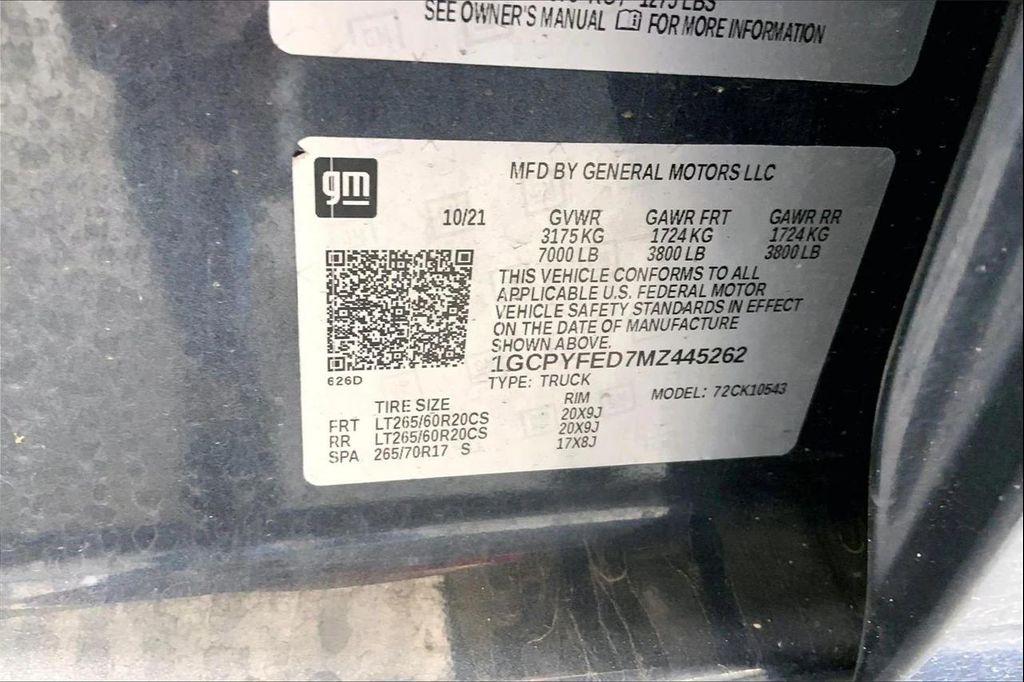 1275 LBS
SEE OWNER'S MANUAL FOR MORE INFORMATION
gm
MFD BY GENERAL MOTORS LLC
10/21 GVWR GAWR FRT GAWR RR
3175 KG 1724 KG 1724 KG
7000 LB 3800 LB 3800 LB
THIS VEHICLE CONFORMS TO ALL
APPLICABLE U.S. FEDERAL MOTOR
VEHICLE SAFETY STANDARDS IN EFFECT
ON THE DATE OF MANUFACTURE
SHOWN ABOVE.
1GCPYFED7MZ445262
626D
TYPE: TRUCK MODEL: 72CK10543
TIRE SIZE RIM
FRT LT265/60R20CS 20X9J
RR LT265/60R20CS 20X9J
SPA 265/70R17 S 17X8J